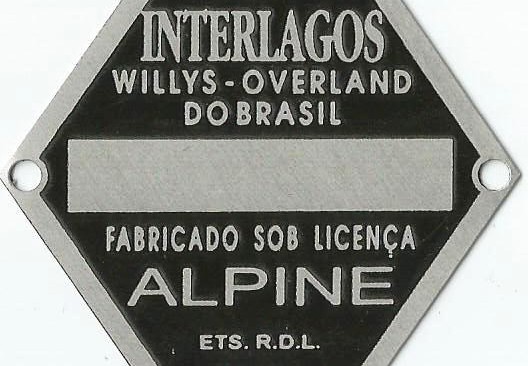 INTERLAGOS
WILLYS-OVERLAND
DO BRASIL
FABRICADO SOB LICENÇA
ALPINE
ETS. R.D.L.